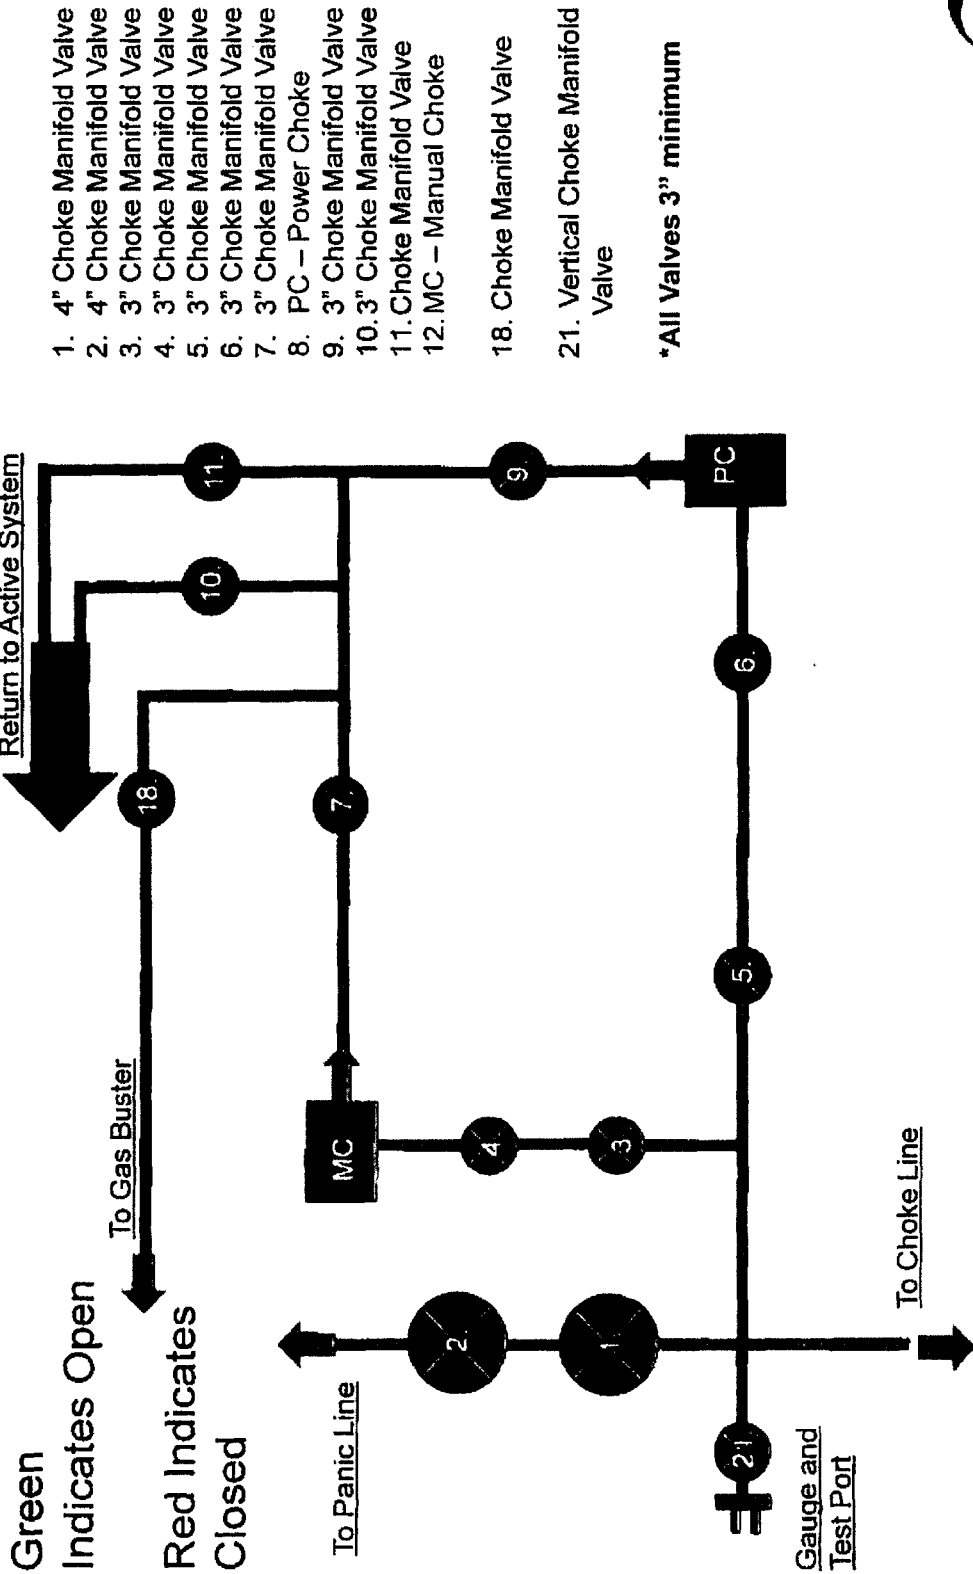 Green
Indicates Open
Red Indicates
Closed
To Gas Buster
Return to Active System
To Panic Line
Gauge and
Test Port
To Choke Line
MC
PC
1.
2.
3
4
5.
6.
7.
9
10.
11.
18.
21
1. 4" Choke Manifold Valve
2. 4" Choke Manifold Valve
3. 3" Choke Manifold Valve
4. 3" Choke Manifold Valve
5. 3" Choke Manifold Valve
6. 3" Choke Manifold Valve
7. 3" Choke Manifold Valve
8. PC – Power Choke
9. 3" Choke Manifold Valve
10. 3" Choke Manifold Valve
11. Choke Manifold Valve
12. MC – Manual Choke
18. Choke Manifold Valve
21. Vertical Choke Manifold
Valve
*All Valves 3” minimum